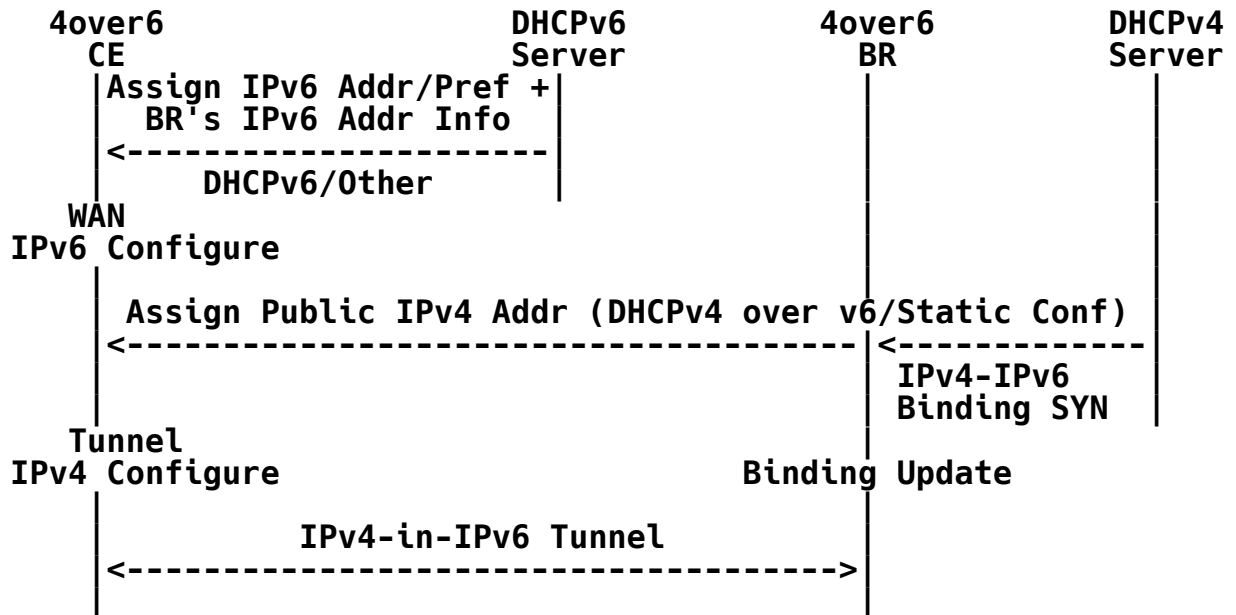 4over6 DHCPv6 4over6 DHCPv4
CE Server BR Server
Assign IPv6 Addr/Pref +
BR's IPv6 Addr Info
DHCPv6/Other
WAN
IPv6 Configure
Assign Public IPv4 Addr (DHCPv4 over v6/Static Conf)
IPv4-IPv6
Binding SYN
Tunnel
IPv4 Configure Binding Update
IPv4-in-IPv6 Tunnel